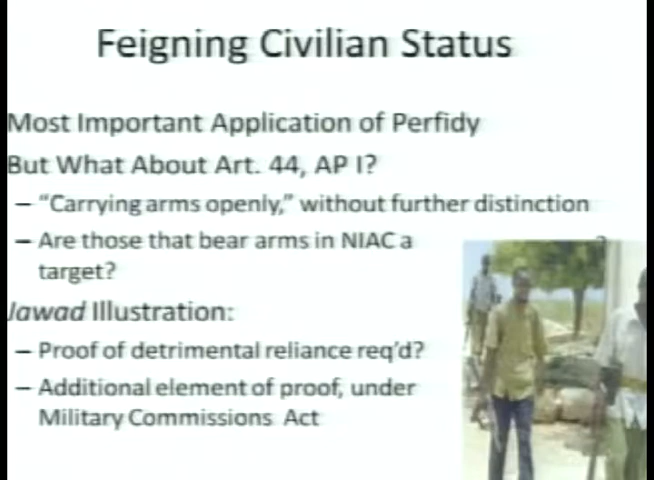 Feigning Civilian Status
Most Important Application of Perfidy
But What About Art. 44, AP I?
– “Carrying arms openly,” without further distinction
– Are those that bear arms in NIAC a
target?
Jawad Illustration:
– Proof of detrimental reliance req’d?
– Additional element of proof, under
Military Commissions Act